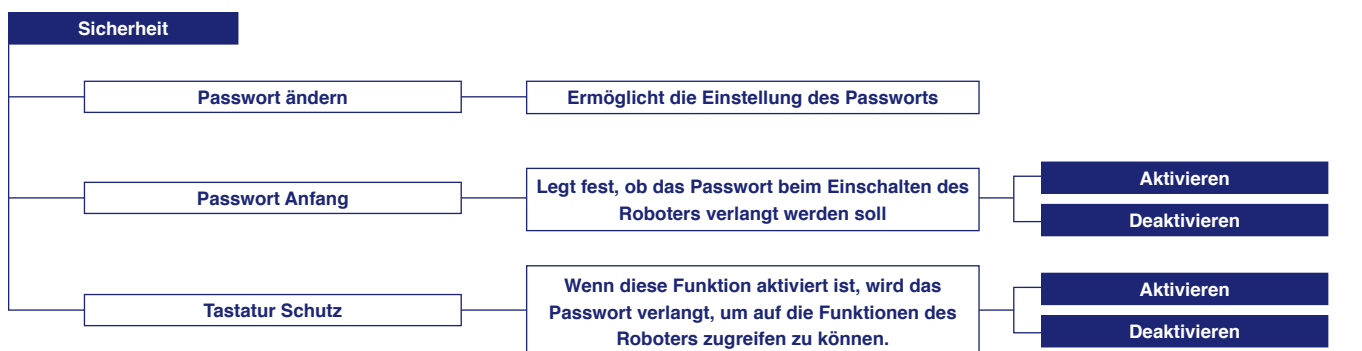 Sicherheit
Passwort ändern
Ermöglicht die Einstellung des Passworts
Passwort Anfang
Legt fest, ob das Passwort beim Einschalten des
Roboters verlangt werden soll
Aktivieren
Deaktivieren
Tastatur Schutz
Wenn diese Funktion aktiviert ist, wird das
Passwort verlangt, um auf die Funktionen des
Roboters zugreifen zu können.
Aktivieren
Deaktivieren